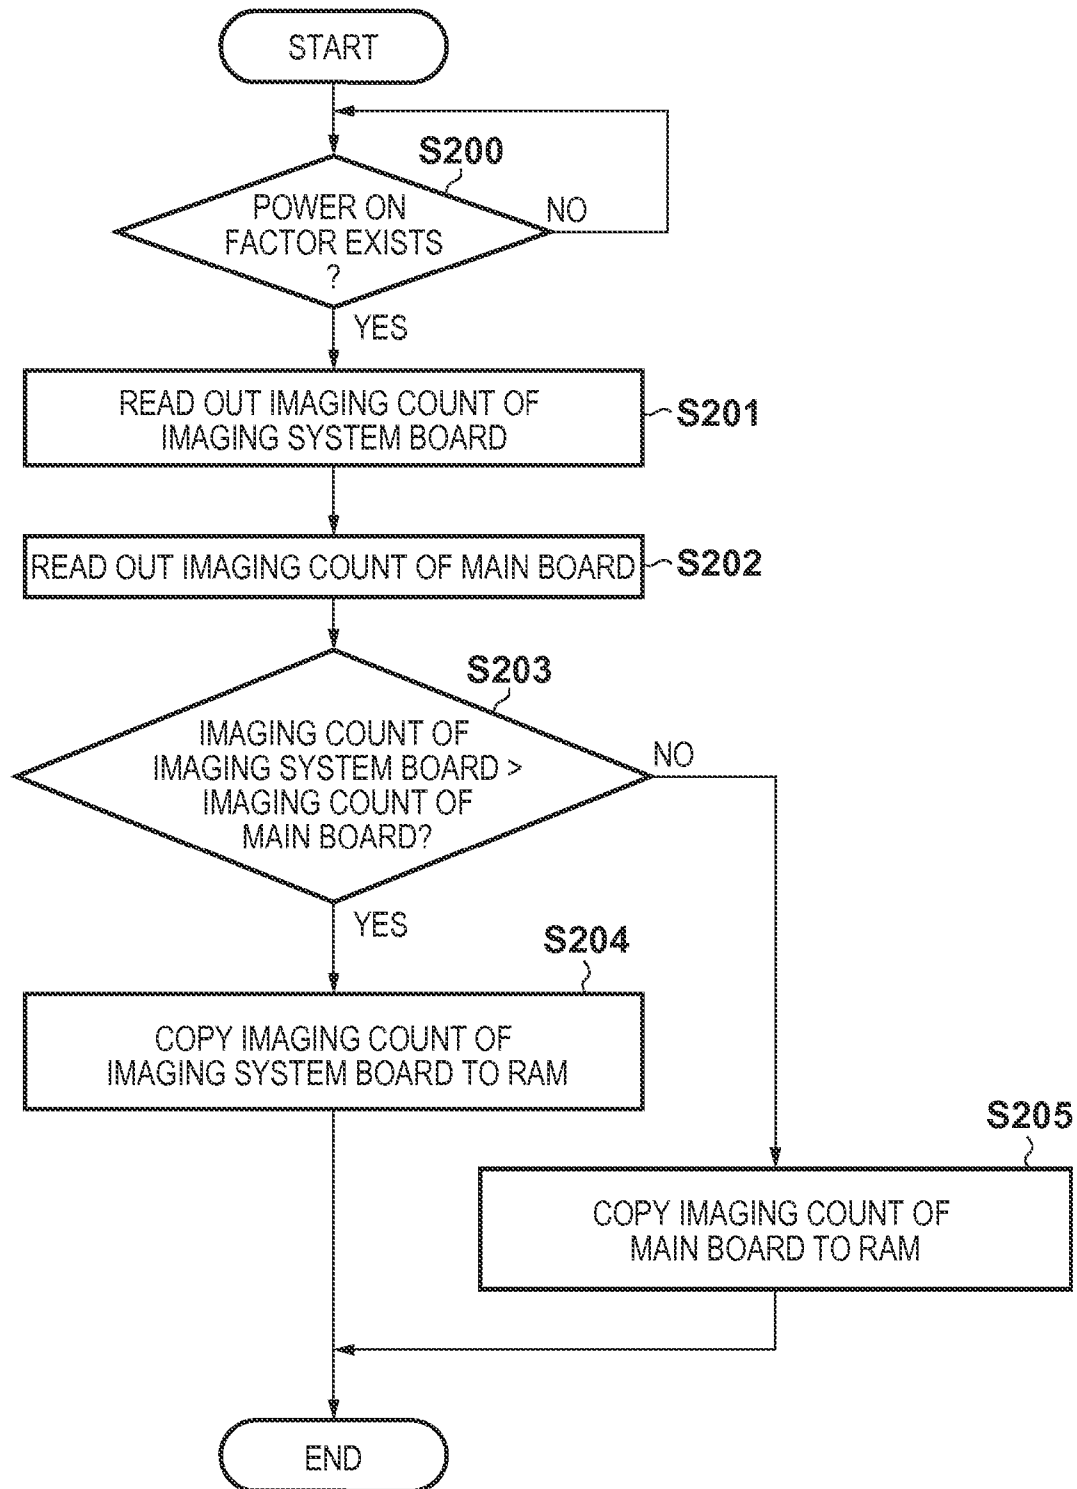 START
S200
POWER ON
FACTOR EXISTS
?
NO
YES
READ OUT IMAGING COUNT OF
IMAGING SYSTEM BOARD
S201
READ OUT IMAGING COUNT OF MAIN BOARD
S202
S203
IMAGING COUNT OF
IMAGING SYSTEM BOARD >
IMAGING COUNT OF
MAIN BOARD?
NO
YES
S204
COPY IMAGING COUNT OF
IMAGING SYSTEM BOARD TO RAM
S205
COPY IMAGING COUNT OF
MAIN BOARD TO RAM
END